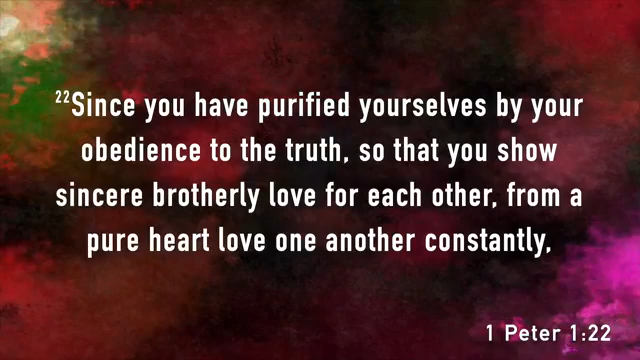 ²²Since you have purified yourselves by your
obedience to the truth, so that you show
sincere brotherly love for each other, from a
pure heart love one another constantly,
1 Peter 1:22